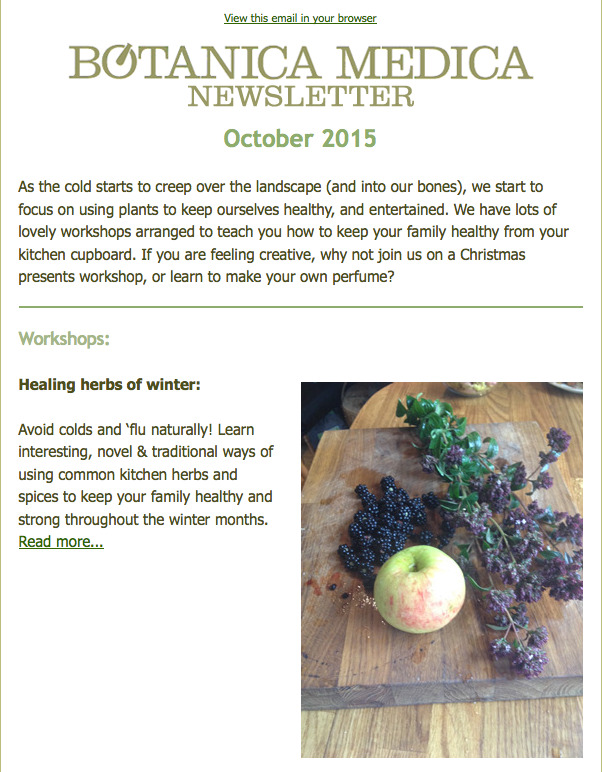 View this email in your browser
BOTANICA MEDICA
NEWSLETTER
October 2015
As the cold starts to creep over the landscape (and into our bones), we start to
focus on using plants to keep ourselves healthy, and entertained. We have lots of
lovely workshops arranged to teach you how to keep your family healthy from your
kitchen cupboard. If you are feeling creative, why not join us on a Christmas
presents workshop, or learn to make your own perfume?
Workshops:
Healing herbs of winter:
Avoid colds and ‘flu naturally! Learn
interesting, novel & traditional ways of
using common kitchen herbs and
spices to keep your family healthy and
strong throughout the winter months.
Read more...